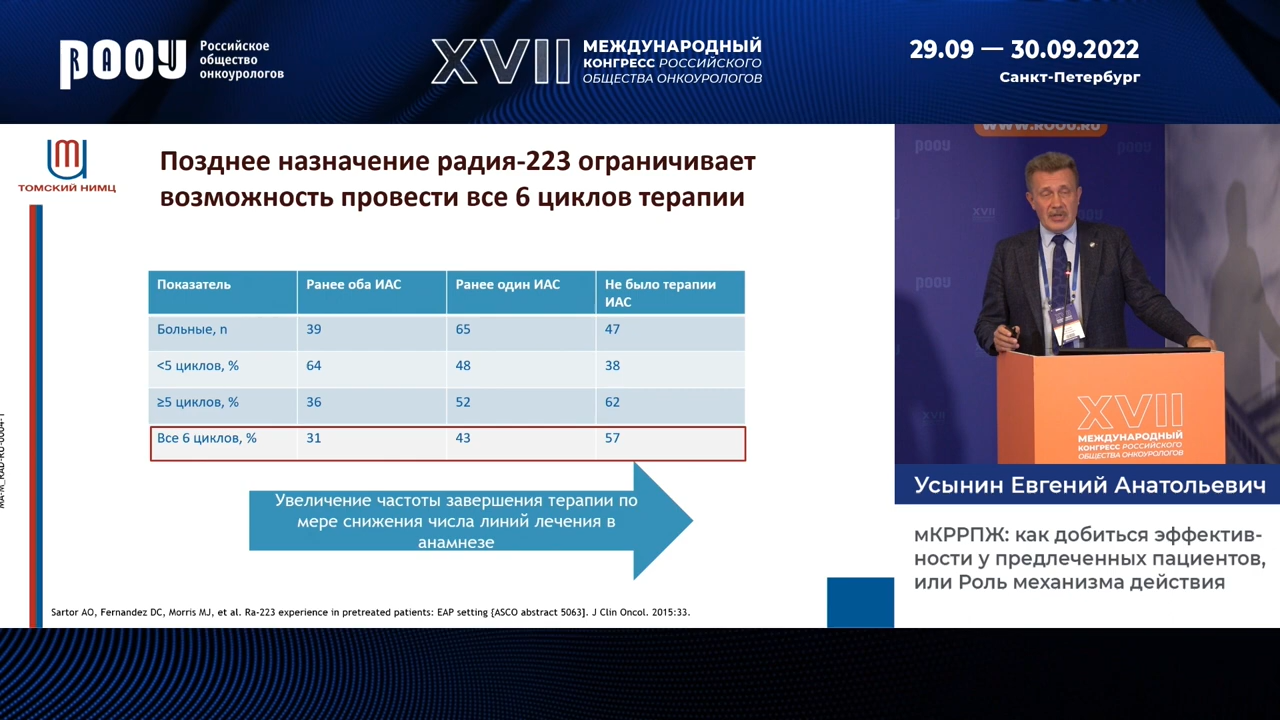 РООУ
Российское
общество
онкоурологов
XVII
МЕЖДУНАРОДНЫЙ
КОНГРЕСС РОССИЙСКОГО
ОБЩЕСТВА ОНКОУРОЛОГОВ
29.09 — 30.09.2022
Санкт-Петербург
ТОМСКИЙ НИМЦ
Позднее назначение радия-223 ограничивает
возможность провести все 6 циклов терапии
Показатель Ранее оба ИАС Ранее один ИАС Не было терапии
ИАС
Больные, n 39 65 47
<5 циклов, % 64 48 38
≥5 циклов, % 36 52 62
Все 6 циклов, % 31 43 57
Увеличение частоты завершения терапии по
мере снижения числа линий лечения в
анамнезе
Sartor AO, Fernandez DC, Morris MJ, et al. Ra-223 experience in pretreated patients: EAP setting {ASCO abstract 5063]. J Clin Oncol. 2015:33.
WWW.ROOU.RU
РООУ
XVII
МЕЖДУНАРОДНЫЙ
КОНГРЕСС РОССИЙСКОГО
ОБЩЕСТВА ОНКОУРОЛОГОВ
Усынин Евгений Анатольевич
мКРРПЖ: как добиться эффектив-
ности у предлеченных пациентов,
или Роль механизма действия